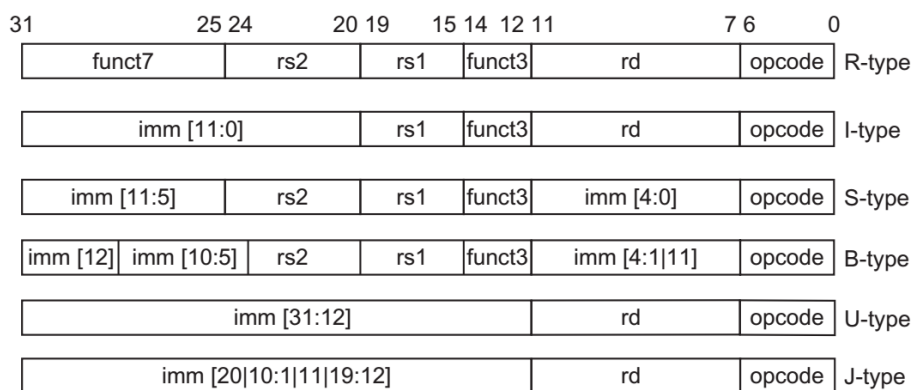 31 25 24 20 19 15 14 12 11 7 6 0
funct7 rs2 rs1 funct3 rd opcode R-type
imm [11:0] rs1 funct3 rd opcode I-type
imm [11:5] rs2 rs1 funct3 imm [4:0] opcode S-type
imm [12] imm [10:5] rs2 rs1 funct3 imm [4:1|11] opcode B-type
imm [31:12] rd opcode U-type
imm [20|10:1|11|19:12] rd opcode J-type